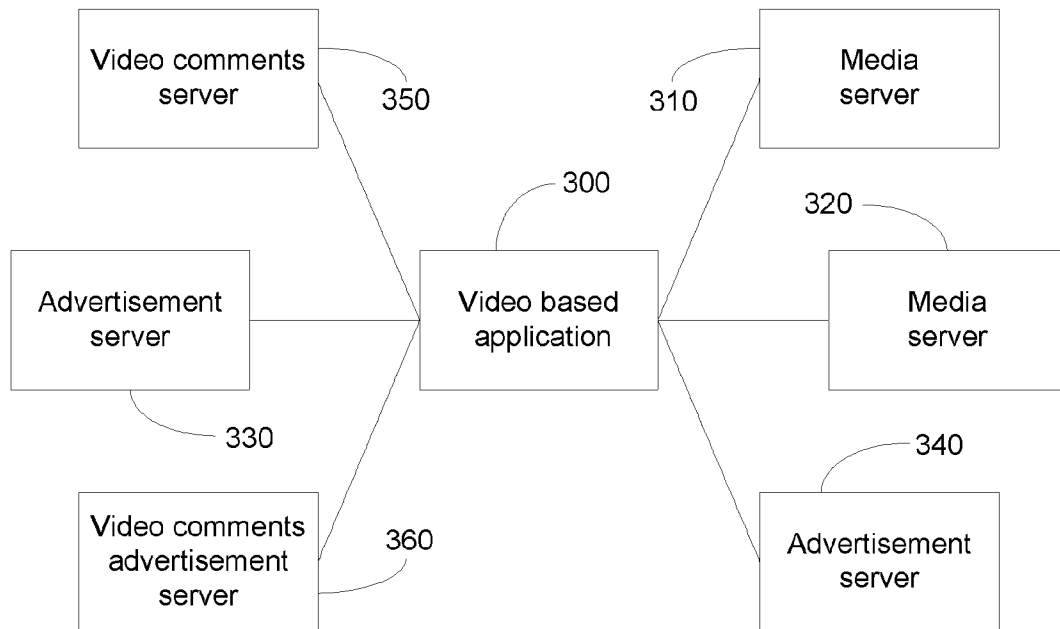 Video comments
server
350
310
Media
server
300
320
Advertisement
server
Video based
application
Media
server
330
340
Video comments
advertisement
server
360
Advertisement
server